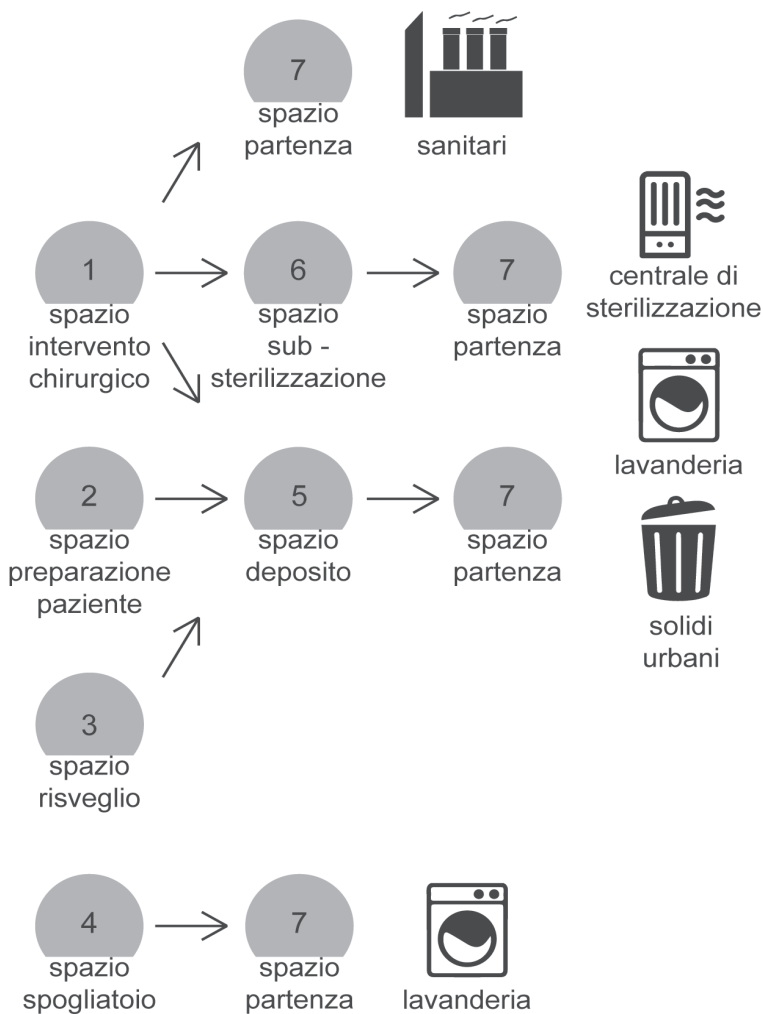 7
spazio
partenza
sanitari
1
spazio
intervento
chirurgico
6
spazio
sub -
sterilizzazione
7
spazio
partenza
centrale di
sterilizzazione
lavanderia
2
spazio
preparazione
paziente
5
spazio
deposito
7
spazio
partenza
solidi
urbani
3
spazio
risveglio
4
spazio
spogliatoio
7
spazio
partenza
lavanderia